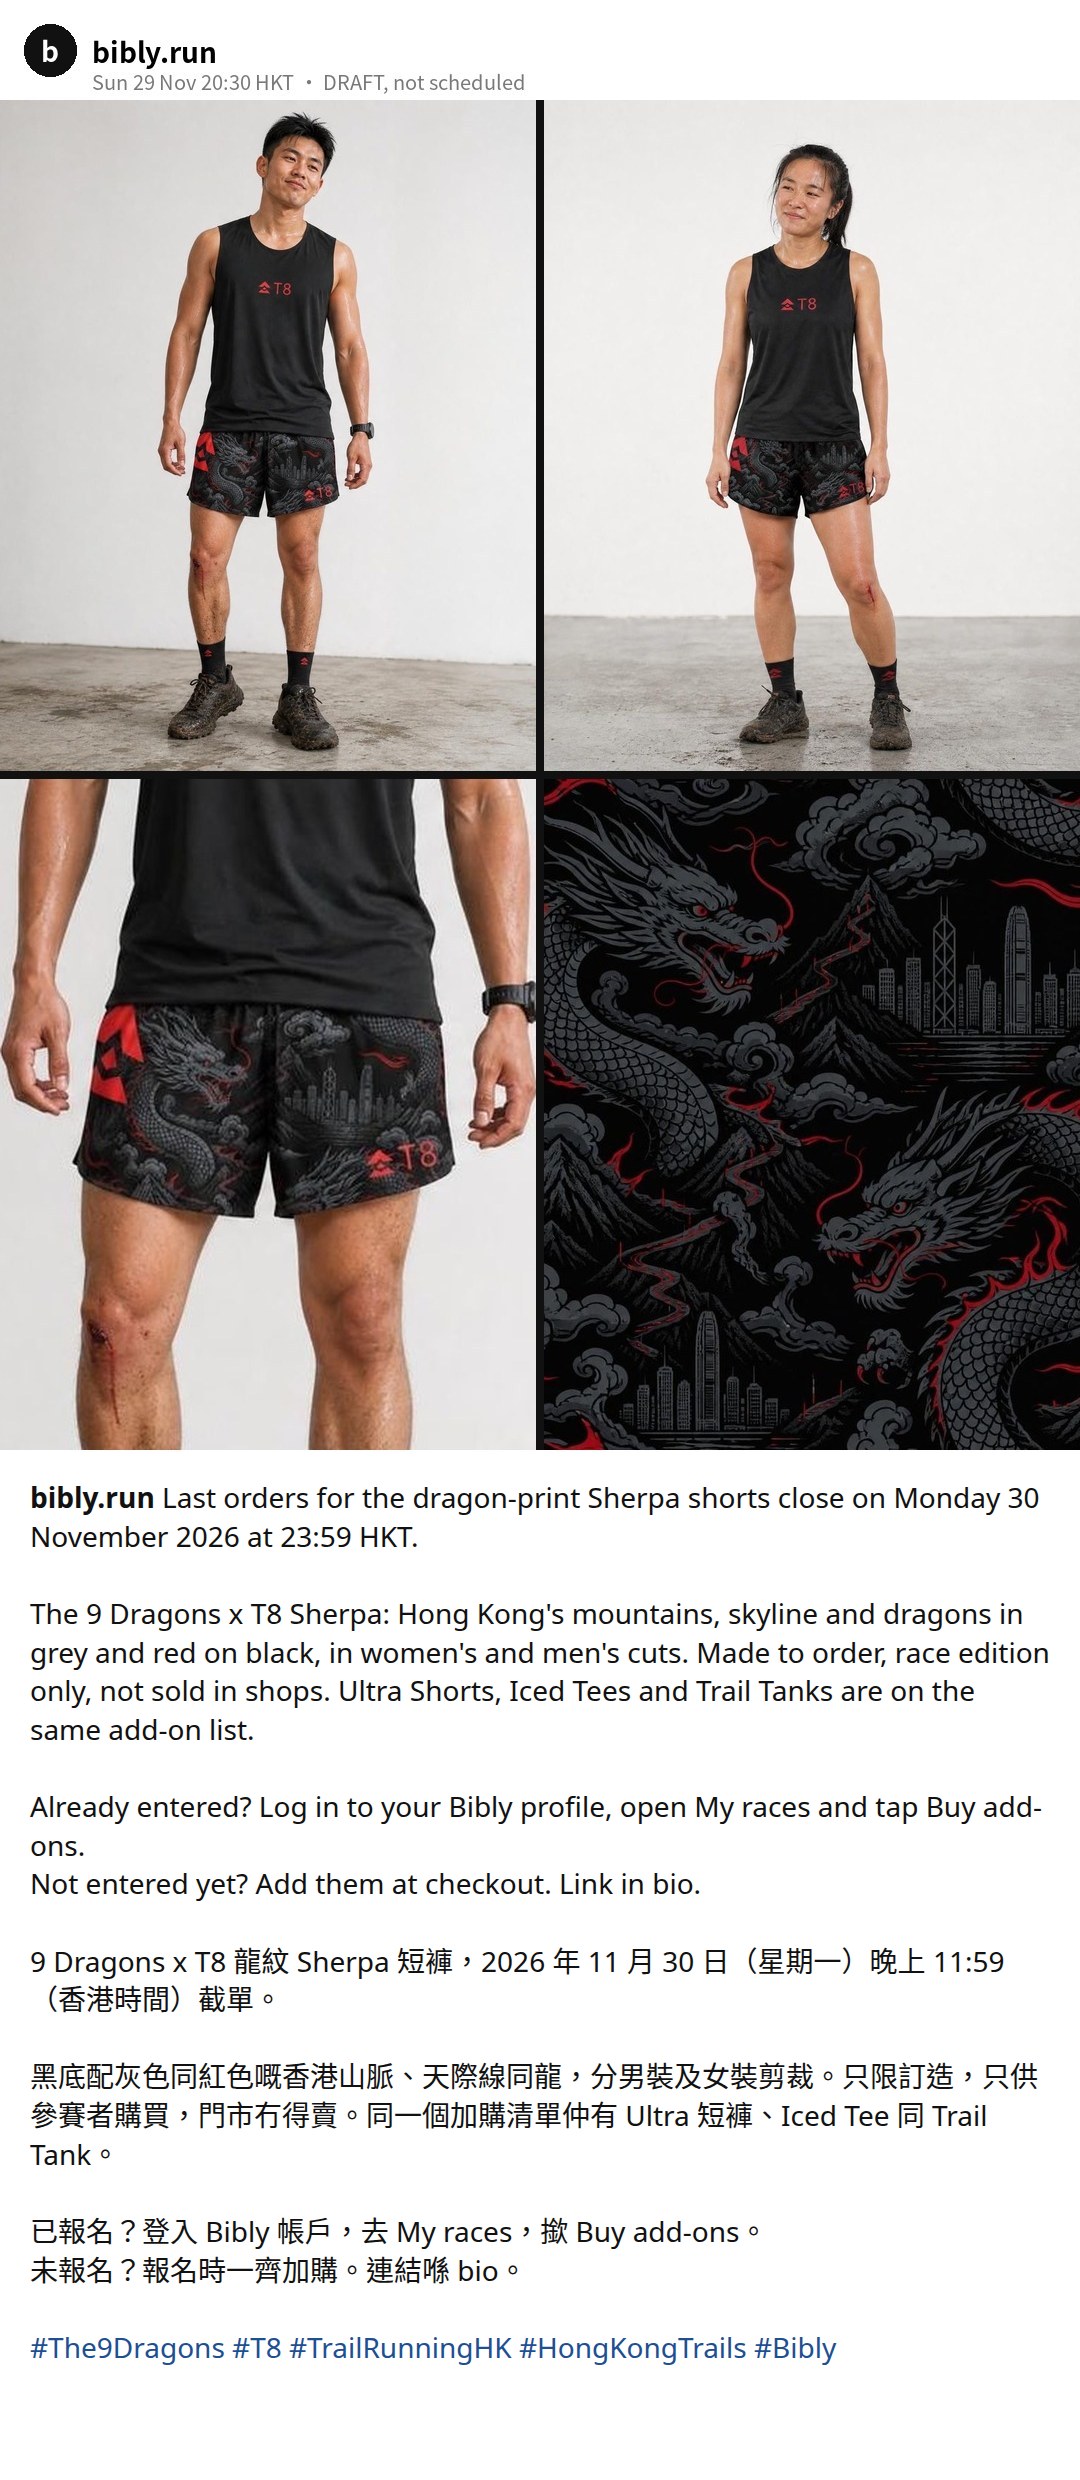 b
bibly.run
Sun 29 Nov 20:30 HKT • DRAFT, not scheduled
T8
T8
T8
T8
T8
bibly.run Last orders for the dragon-print Sherpa shorts close on Monday 30
November 2026 at 23:59 HKT.
The 9 Dragons x T8 Sherpa: Hong Kong's mountains, skyline and dragons in
grey and red on black, in women's and men's cuts. Made to order, race edition
only, not sold in shops. Ultra Shorts, Iced Tees and Trail Tanks are on the
same add-on list.
Already entered? Log in to your Bibly profile, open My races and tap Buy add-
ons.
Not entered yet? Add them at checkout. Link in bio.
9 Dragons x T8 龍紋 Sherpa 短褲，2026 年 11 月 30 日（星期一）晚上 11:59
（香港時間）截單。
黑底配灰色同紅色嘅香港山脈、天際線同龍，分男裝及女裝剪裁。只限訂造，只供
參賽者購買，門市冇得賣。同一個加購清單仲有 Ultra 短褲、Iced Tee 同 Trail
Tank。
已報名？登入 Bibly 帳戶，去 My races，撳 Buy add-ons。
未報名？報名時一齊加購。連結喺 bio。
#The9Dragons #T8 #TrailRunningHK #HongKongTrails #Bibly